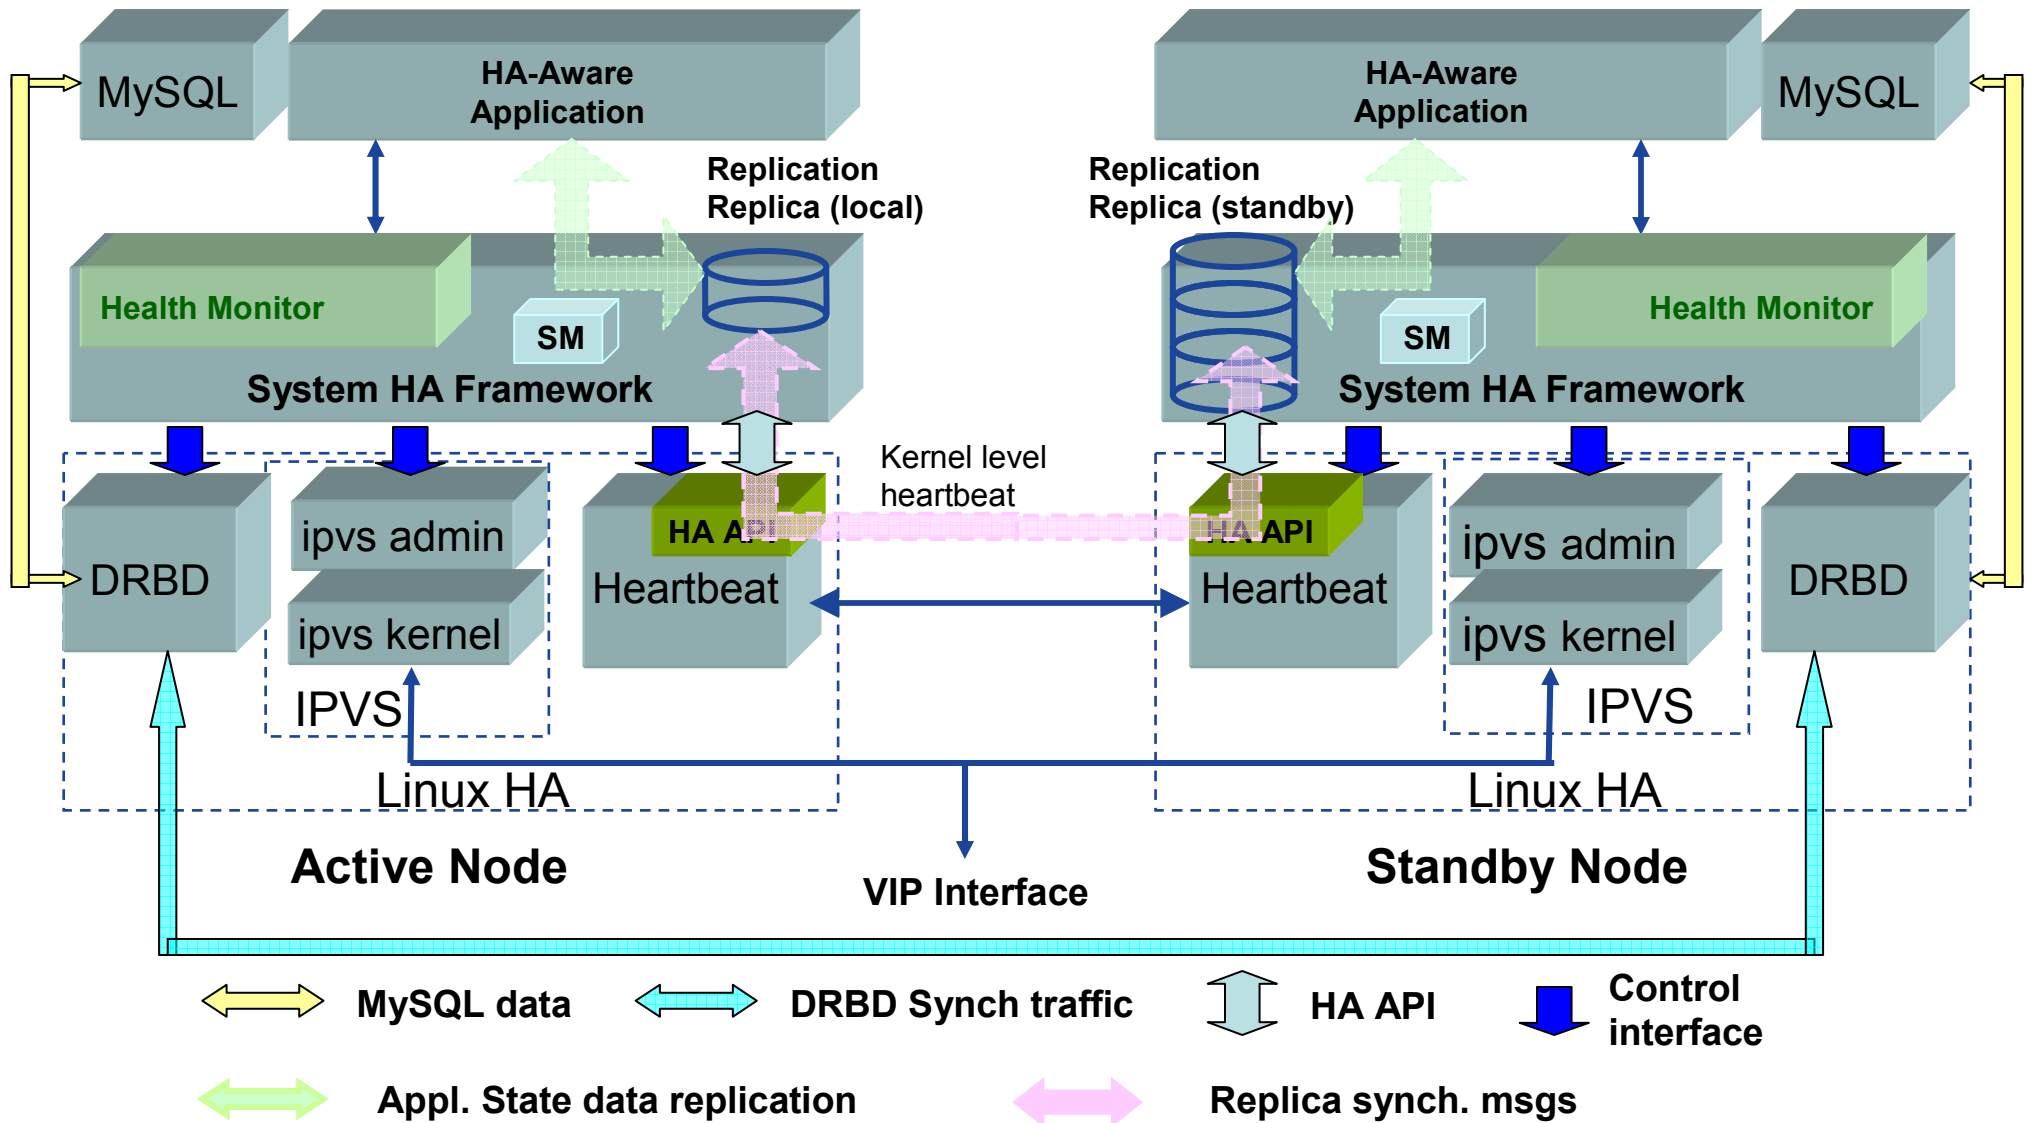 MySQL
HA-Aware
Application
HA-Aware
Application
MySQL
Replication
Replica (local)
Replication
Replica (standby)
Health Monitor
SM
System HA Framework
SM
Health Monitor
System HA Framework
Kernel level
heartbeat
DRBD
ipvs admin
ipvs kernel
IPVS
HA API
Heartbeat
Linux HA
HA API
Heartbeat
ipvs admin
ipvs kernel
IPVS
DRBD
Linux HA
Active Node
VIP Interface
Standby Node
MySQL data
DRBD Synch traffic
HA API
Control
interface
Appl. State data replication
Replica synch. msgs